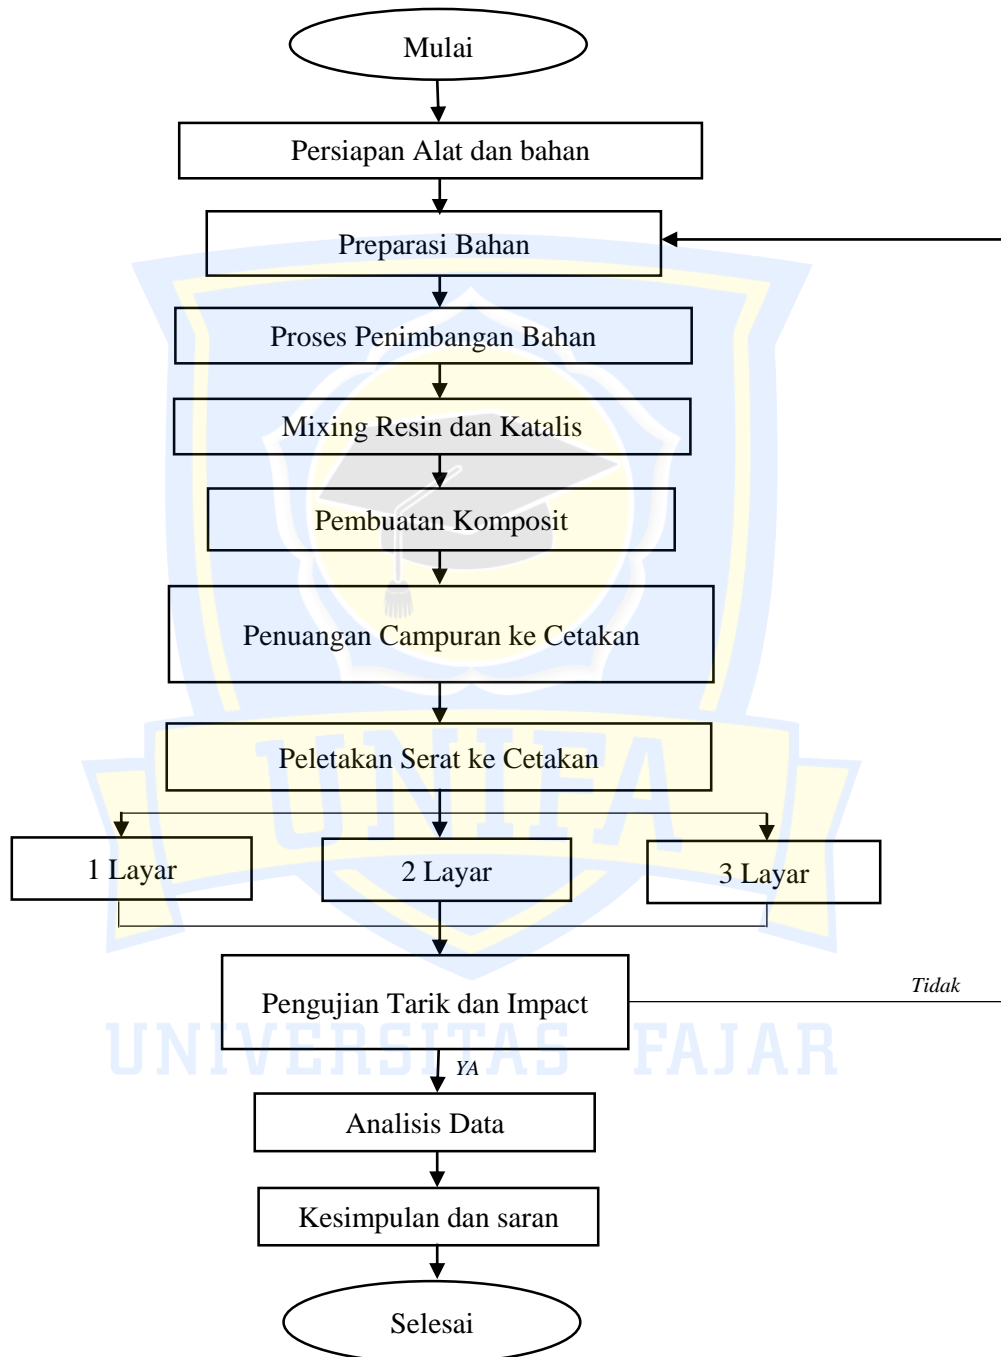 Mulai
Persiapan Alat dan bahan
Preparasi Bahan
Proses Penimbangan Bahan
Mixing Resin dan Katalis
Pembuatan Komposit
Penuangan Campuran ke Cetakan
Peletakan Serat ke Cetakan
UNIFA
1 Layar
2 Layar
3 Layar
Pengujian Tarik dan Impact
Tidak
UNIVERSITAS FAJAR
YA
Analisis Data
Kesimpulan dan saran
Selesai